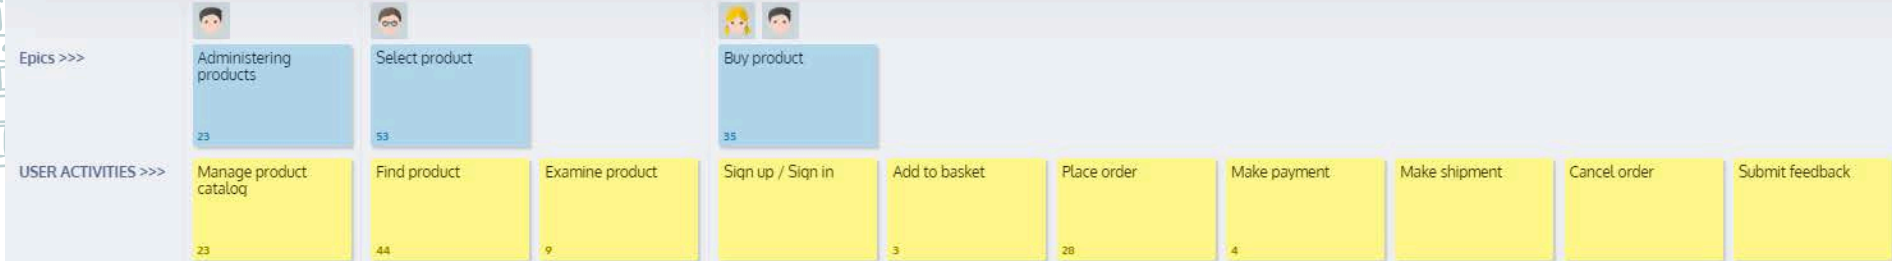 Epics >>>
Administering
products
23
Select product
53
Buy product
35
USER ACTIVITIES >>>
Manage product
catalog
23
Find product
44
Examine product
9
Sign up / Sign in
Add to basket
3
Place order
28
Make payment
4
Make shipment
Cancel order
Submit feedback